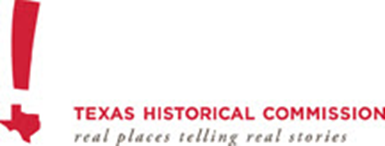 TEXAS HISTORICAL COMMISSION
real places telling real stories